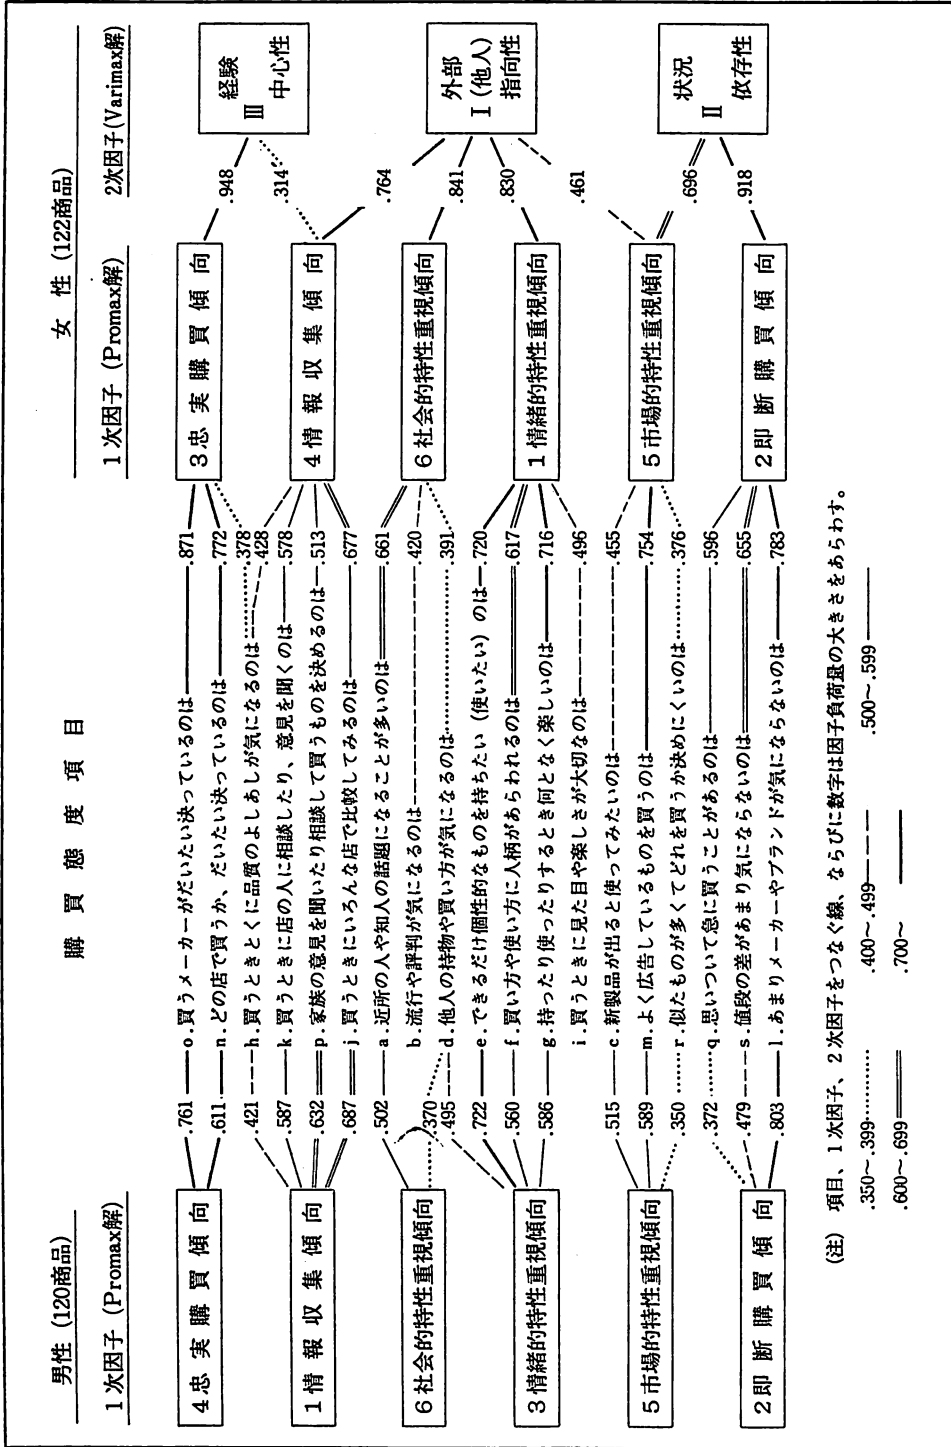 男性 (120商品)
購買態度項目
女性 (122商品)
1次因子 (Promax解)
1次因子 (Promax解)
2次因子(Varimax解)
4忠実購買傾向
1情報収集傾向
6社会的特性重視傾向
3情緒的特性重視傾向
5市場的特性重視傾向
2即断購買傾向
.761 o.買うメーカーがだいたい決っているのは .871
.611 n.どの店で買うか、だいたい決っているのは .772
.421 h.買うときとくに品質のよしあしが気になるのは .378
.428
.587 k.買うときに店の人に相談したり、意見を聞くのは .578
.632 p.家族の意見を聞いたり相談して買うものを決めるのは .513
.687 j.買うときにいろんな店で比較してみるのは .677
.502 a.近所の人や知人の話題になることが多いのは .661
b.流行や評判が気になるのは .420
.370
.495 d.他人の持物や買い方が気になるのは .391
.722 e.できるだけ個性的なものを持ちたい (使いたい) のは .720
.560 f.買い方や使い方に人柄があらわれるのは .617
.586 g.持ったり使ったりするとき何となく楽しいのは .716
i.買うときに見た目や楽しさが大切なのは .496
.515 c.新製品が出ると使ってみたいのは .455
.589 m.よく広告しているものを買うのは .754
.350 r.似たものが多くてどれを買うか決めにくいのは .376
.372 q.思いついて急に買うことがあるのは .596
.479 s.値段の差があまり気にならないのは .655
.803 l.あまりメーカーやブランドが気にならないのは .783
3忠実購買傾向
4情報収集傾向
6社会的特性重視傾向
1情緒的特性重視傾向
5市場的特性重視傾向
2即断購買傾向
.948
.314
.764
.841
.830
.461
.696
.918
経験
III
中心性
外部
I (他人)
指向性
状況
II
依存性
(注) 項目、1次因子、2次因子をつなぐ線、ならびに数字は因子負荷量の大きさをあらわす。
.350～.399 .400～.499 .500～.599
.600～.699 .700～